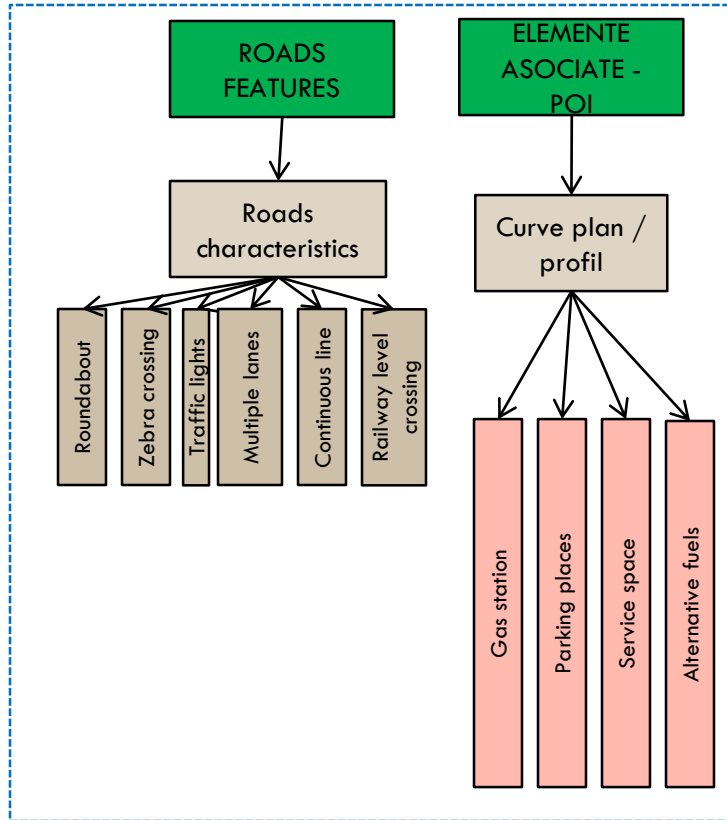 ROADS
FEATURES
ELEMENTE
ASOCIATE -
POI
Roads
characteristics
Curve plan /
profil
Roundabout
Zebra crossing
Traffic lights
Multiple lanes
Continuous line
Railway level
crossing
Gas station
Parking places
Service space
Alternative fuels